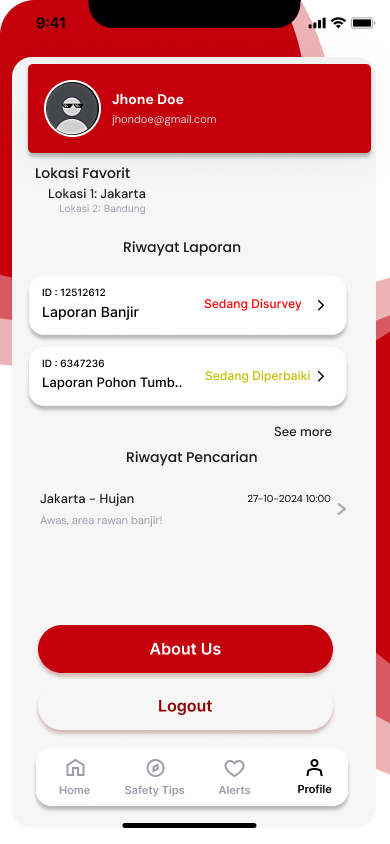 9:41
Jhone Doe
jhondoe@gmail.com
Lokasi Favorit
Lokasi 1: Jakarta
Lokasi 2: Bandung
Riwayat Laporan
ID : 12512612
Laporan Banjir
Sedang Disurvey
ID : 6347236
Laporan Pohon Tumb..
Sedang Diperbaiki
See more
Riwayat Pencarian
Jakarta - Hujan
27-10-2024 10:00
Awas, area rawan banjir!
About Us
Logout
Home Safety Tips Alerts Profile